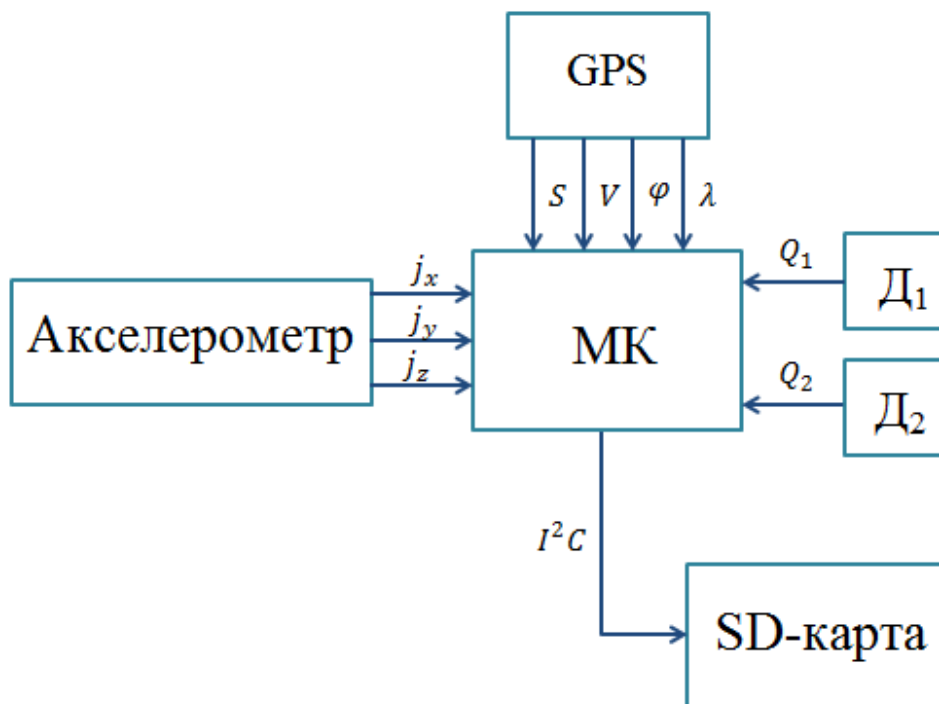 GPS
S V φ λ
Акселерометр
j_x
j_y
j_z
МК
Q_1
Д_1
Q_2
Д_2
I^2C
SD-карта